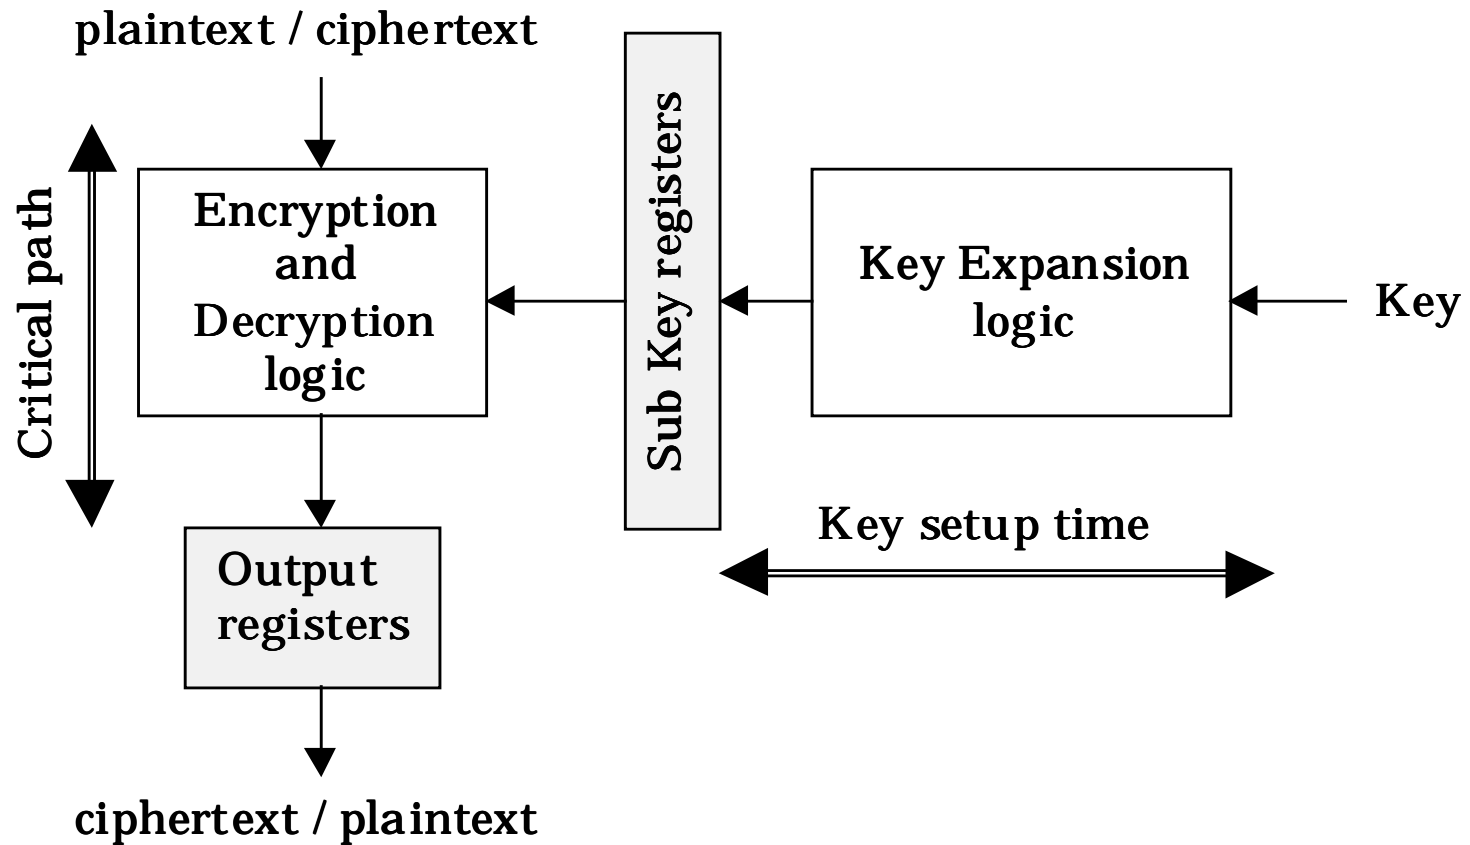 plaintext / ciphertext
Critical path
Encryption
and
Decryption
logic
Sub Key registers
Key Expansion
logic
Key
Key setup time
Output
registers
ciphertext / plaintext